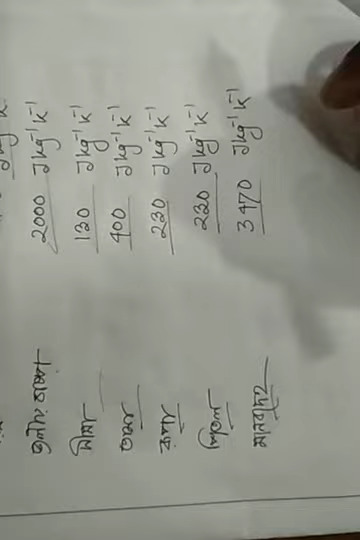 জলীয় বাষ্প 2000 J kg⁻¹ K⁻¹
সীসা 130 J kg⁻¹ K⁻¹
তামা 400 J kg⁻¹ K⁻¹
রূপা 230 J kg⁻¹ K⁻¹
পিতল 230 J kg⁻¹ K⁻¹
মানবদেহ 3470 J kg⁻¹ K⁻¹